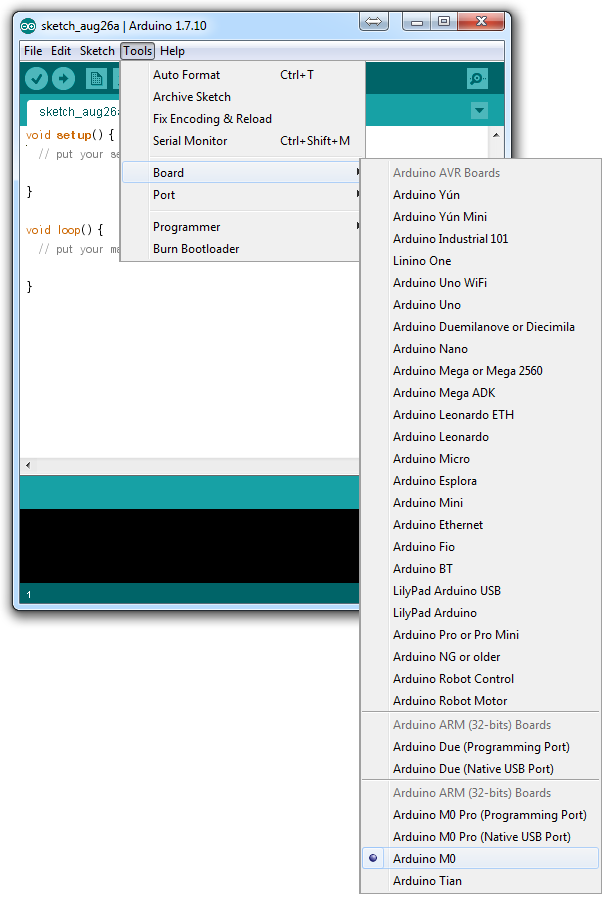 sketch_aug26a | Arduino 1.7.10
File Edit Sketch Tools Help
Auto Format Ctrl+T
Archive Sketch
Fix Encoding & Reload
Serial Monitor Ctrl+Shift+M
Board
Port
Programmer
Burn Bootloader
sketch_aug26a
void setup() {
// put your se
}
void loop() {
// put your ma
}
1
Arduino AVR Boards
Arduino Yún
Arduino Yún Mini
Arduino Industrial 101
Linino One
Arduino Uno WiFi
Arduino Uno
Arduino Duemilanove or Diecimila
Arduino Nano
Arduino Mega or Mega 2560
Arduino Mega ADK
Arduino Leonardo ETH
Arduino Leonardo
Arduino Micro
Arduino Esplora
Arduino Mini
Arduino Ethernet
Arduino Fio
Arduino BT
LilyPad Arduino USB
LilyPad Arduino
Arduino Pro or Pro Mini
Arduino NG or older
Arduino Robot Control
Arduino Robot Motor
Arduino ARM (32-bits) Boards
Arduino Due (Programming Port)
Arduino Due (Native USB Port)
Arduino ARM (32-bits) Boards
Arduino M0 Pro (Programming Port)
Arduino M0 Pro (Native USB Port)
Arduino M0
Arduino Tian